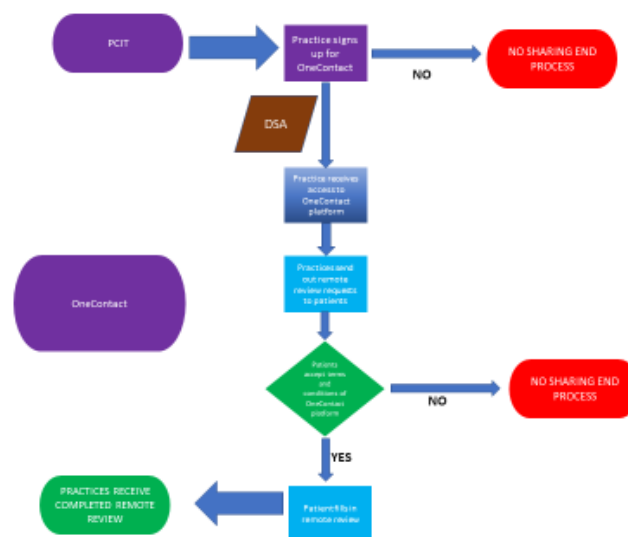 PCIT
Practice signs
up for
OneContact
NO
NO SHARING END
PROCESS
DSA
Practice receives
access to
OneContact
platform
OneContact
Practices send
out remote
review requests
to patients
Patients
accept terms
and
conditions of
OneContact
platform
NO
NO SHARING END
PROCESS
YES
PRACTICES RECEIVE
COMPLETED REMOTE
REVIEW
Patient fills in
remote review